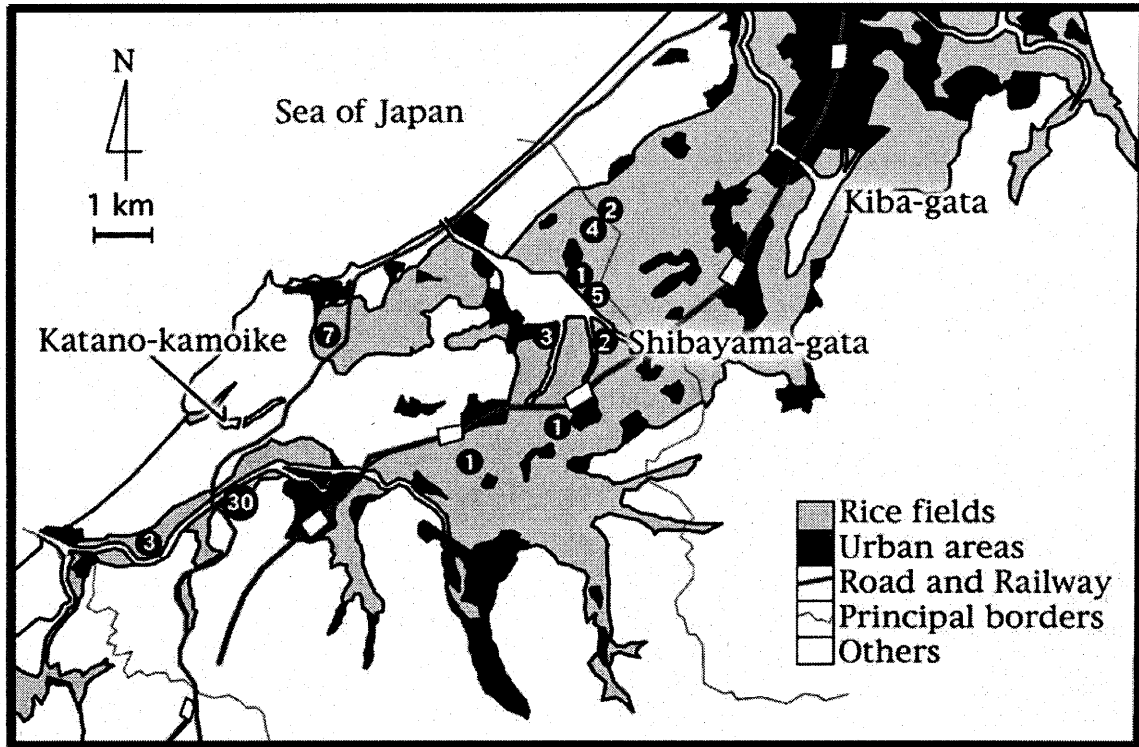 N
1 km
Sea of Japan
Kiba-gata
2
4
1
5
Katano-kamoike
7
3
2
Shibayama-gata
1
1
30
3
Rice fields
Urban areas
Road and Railway
Principal borders
Others